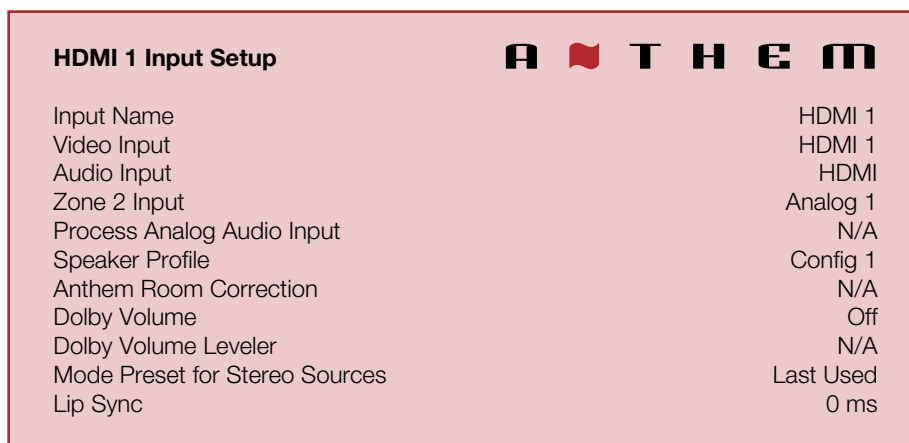 HDMI 1 Input Setup ANTHEM
Input Name HDMI 1
Video Input HDMI 1
Audio Input HDMI
Zone 2 Input Analog 1
Process Analog Audio Input N/A
Speaker Profile Config 1
Anthem Room Correction N/A
Dolby Volume Off
Dolby Volume Leveler N/A
Mode Preset for Stereo Sources Last Used
Lip Sync 0 ms